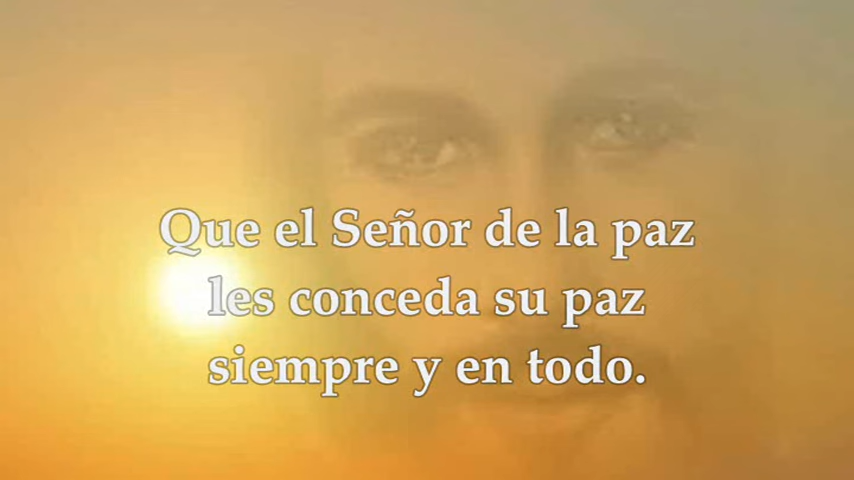 Que el Señor de la paz
les conceda su paz
siempre y en todo.